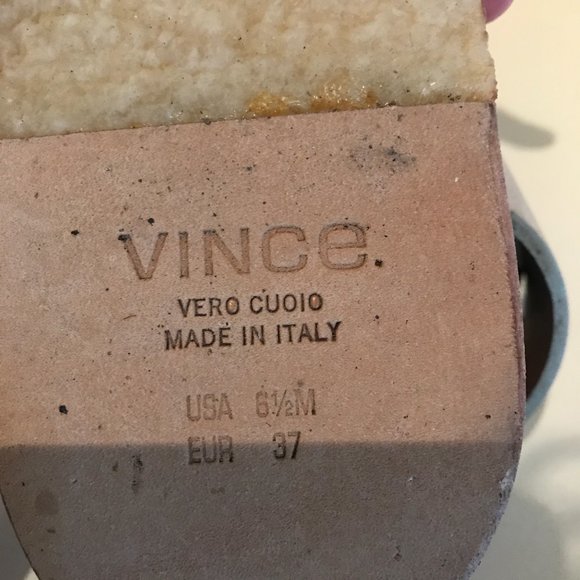 VINCe.
VERO CUOIO
MADE IN ITALY
USA 6½M
EUR 37